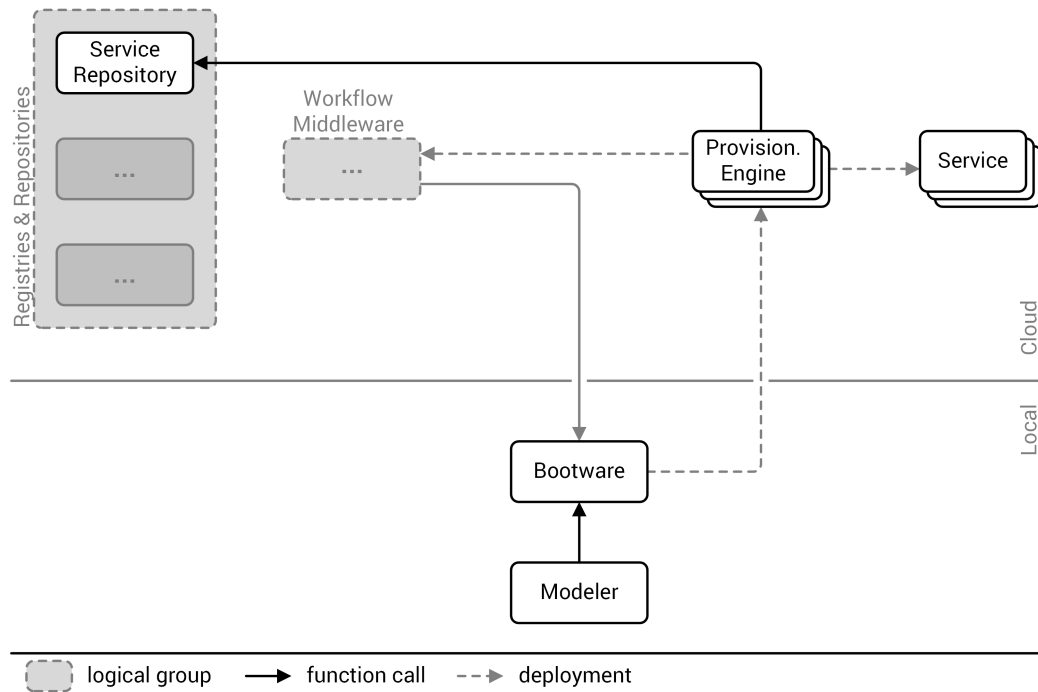 Service
Repository
...
...
Registries & Repositories
Workflow
Middleware
...
Provision.
Engine
Service
Cloud
Local
Bootware
Modeler
logical group
function call
deployment